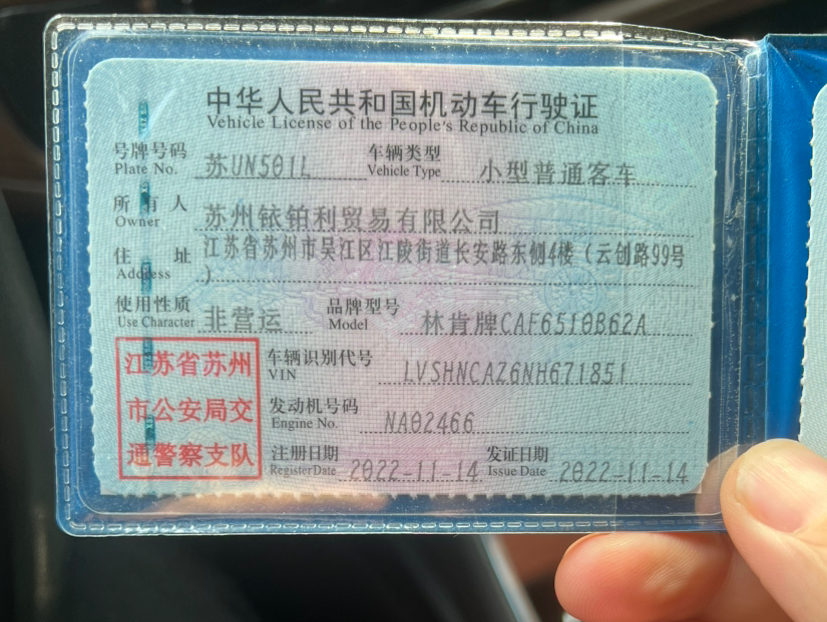 中华人民共和国机动车行驶证
Vehicle License of the People's Republic of China
号牌号码 苏UN501L 车辆类型 小型普通客车
Plate No. Vehicle Type
所有人 苏州铱铂利贸易有限公司
Owner
住址 江苏省苏州市吴江区江陵街道长安路东侧4楼（云创路99号
Address )
使用性质 非营运 品牌型号 林肯牌CAF6510B62A
Use Character Model
江苏省苏州 车辆识别代号 LVSHNCAZ6NH671851
VIN
市公安局交 发动机号码 NA02466
Engine No.
通警察支队 注册日期 2022-11-14 发证日期 2022-11-14
Register Date Issue Date